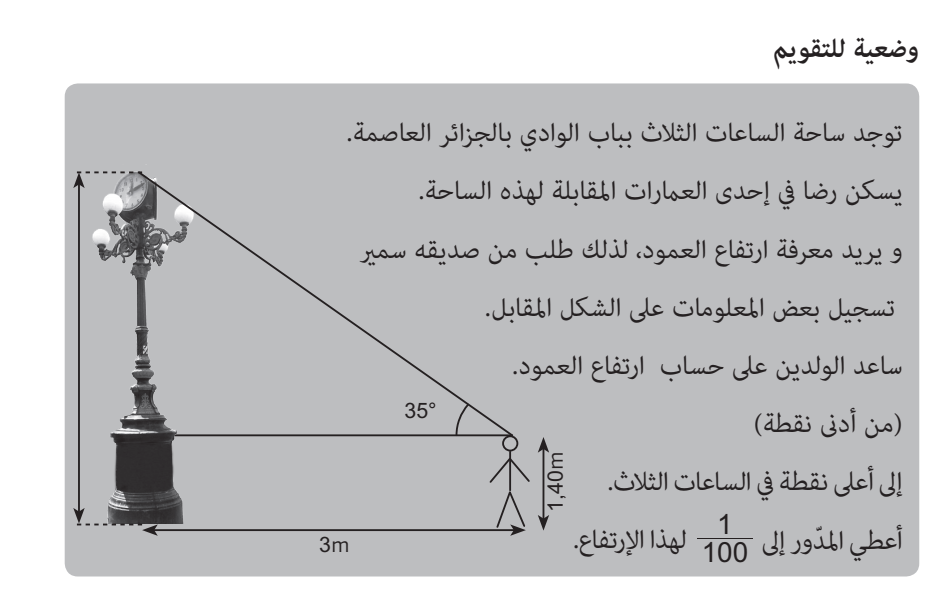 وضعية للتقويم
توجد ساحة الساعات الثلاث بباب الوادي بالجزائر العاصمة.
يسكن رضا في إحدى العمارات المقابلة لهذه الساحة.
و يريد معرفة ارتفاع العمود، لذلك طلب من صديقه سمير
تسجيل بعض المعلومات على الشكل المقابل.
ساعد الولدين على حساب ارتفاع العمود.
(من أدنى نقطة)
إلى أعلى نقطة في الساعات الثلاث.
أعطي المدّور إلى 1/100 لهذا الإرتفاع.
35°
1,40m
3m